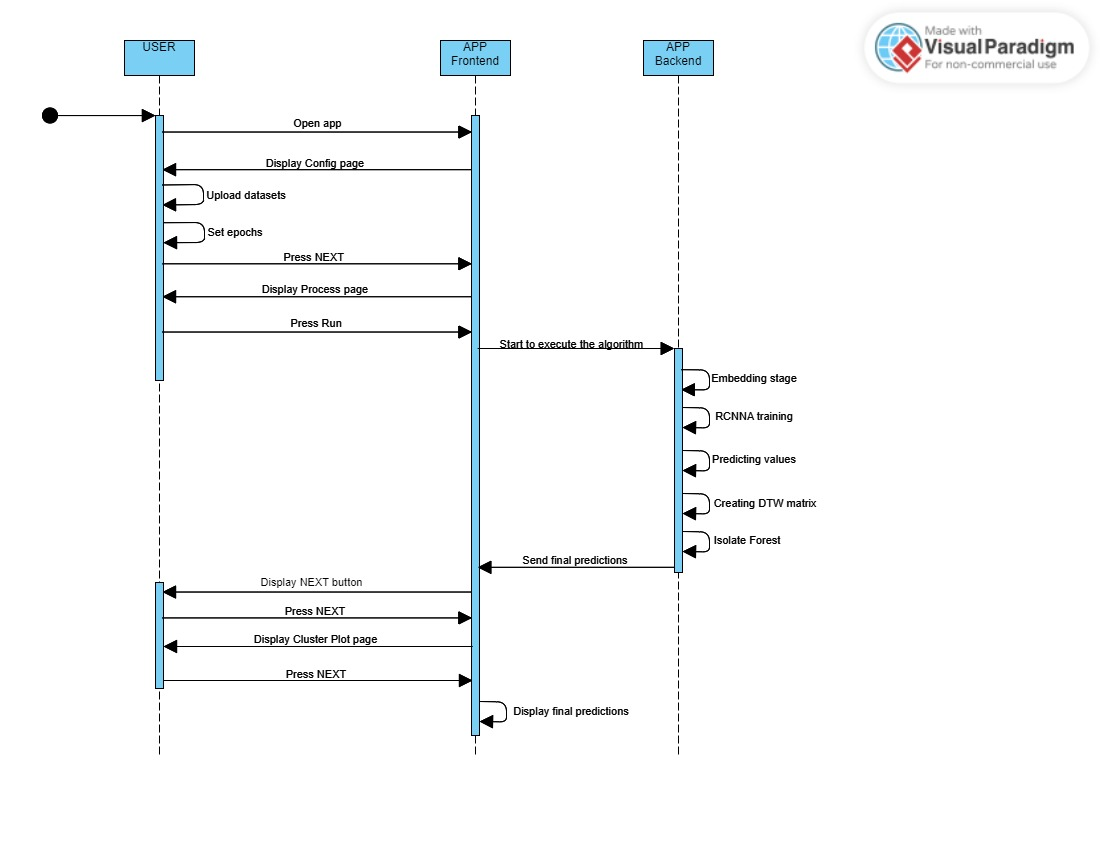 USER
APP
Frontend
APP
Backend
Made with
Visual Paradigm
For non-commercial use
Open app
Display Config page
Upload datasets
Set epochs
Press NEXT
Display Process page
Press Run
Start to execute the algorithm
Embedding stage
RCNNA training
Predicting values
Creating DTW matrix
Isolate Forest
Send final predictions
Display NEXT button
Press NEXT
Display Cluster Plot page
Press NEXT
Display final predictions